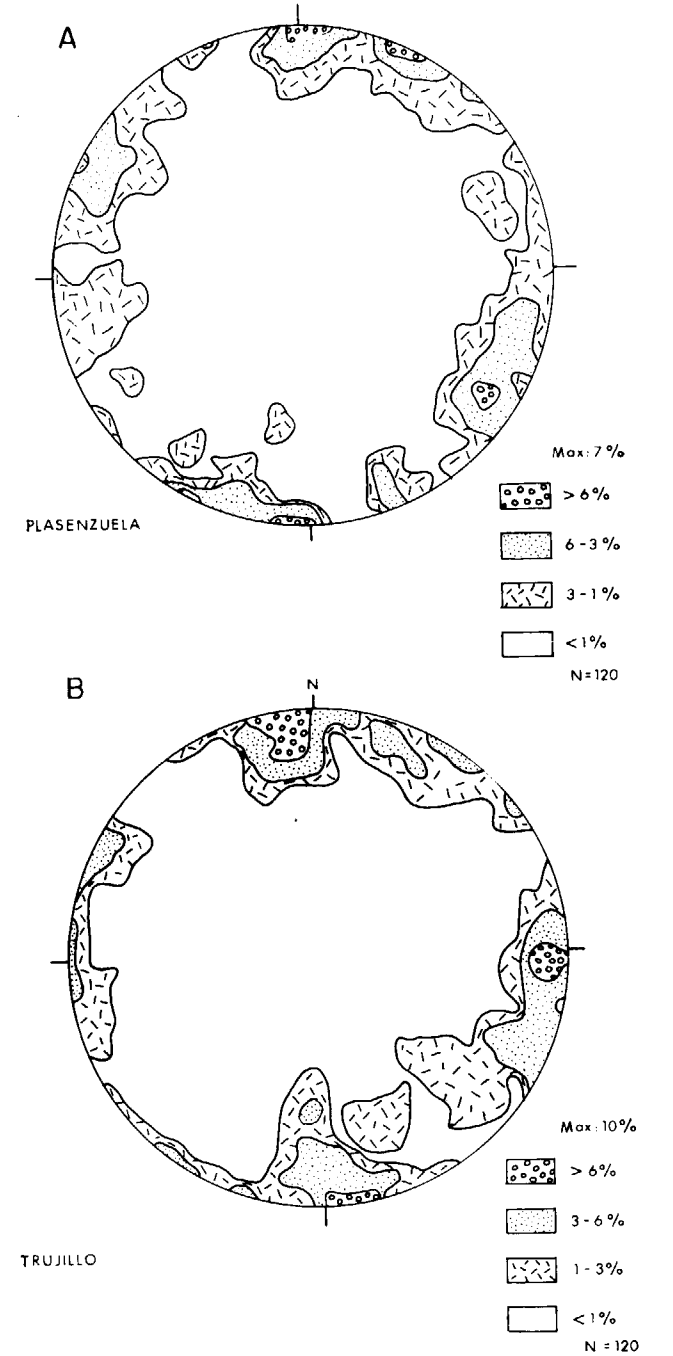 A
Max: 7%
> 6%
PLASENZUELA
6-3%
3-1%
<1%
N=120
B
N
Max: 10%
> 6%
3-6%
TRUJILLO
1-3%
<1%
N = 120